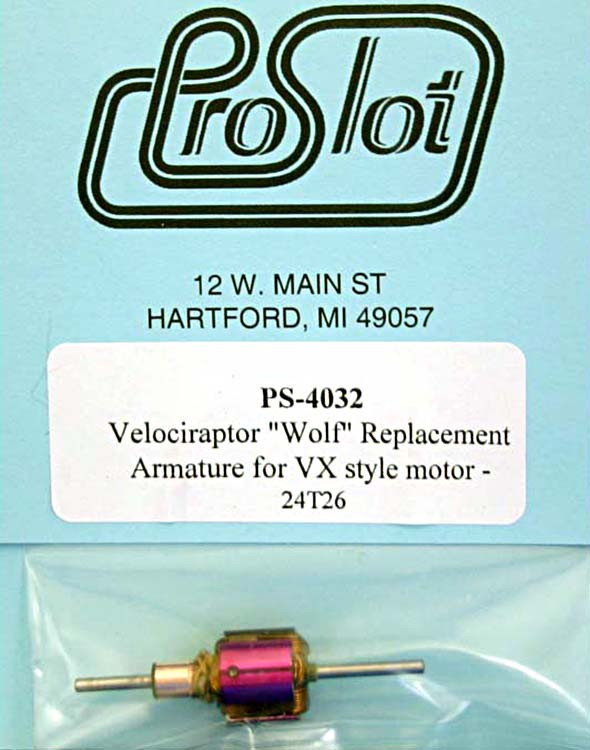 ProSlot
12 W. MAIN ST
HARTFORD, MI 49057
PS-4032
Velociraptor "Wolf" Replacement
Armature for VX style motor -
24T26